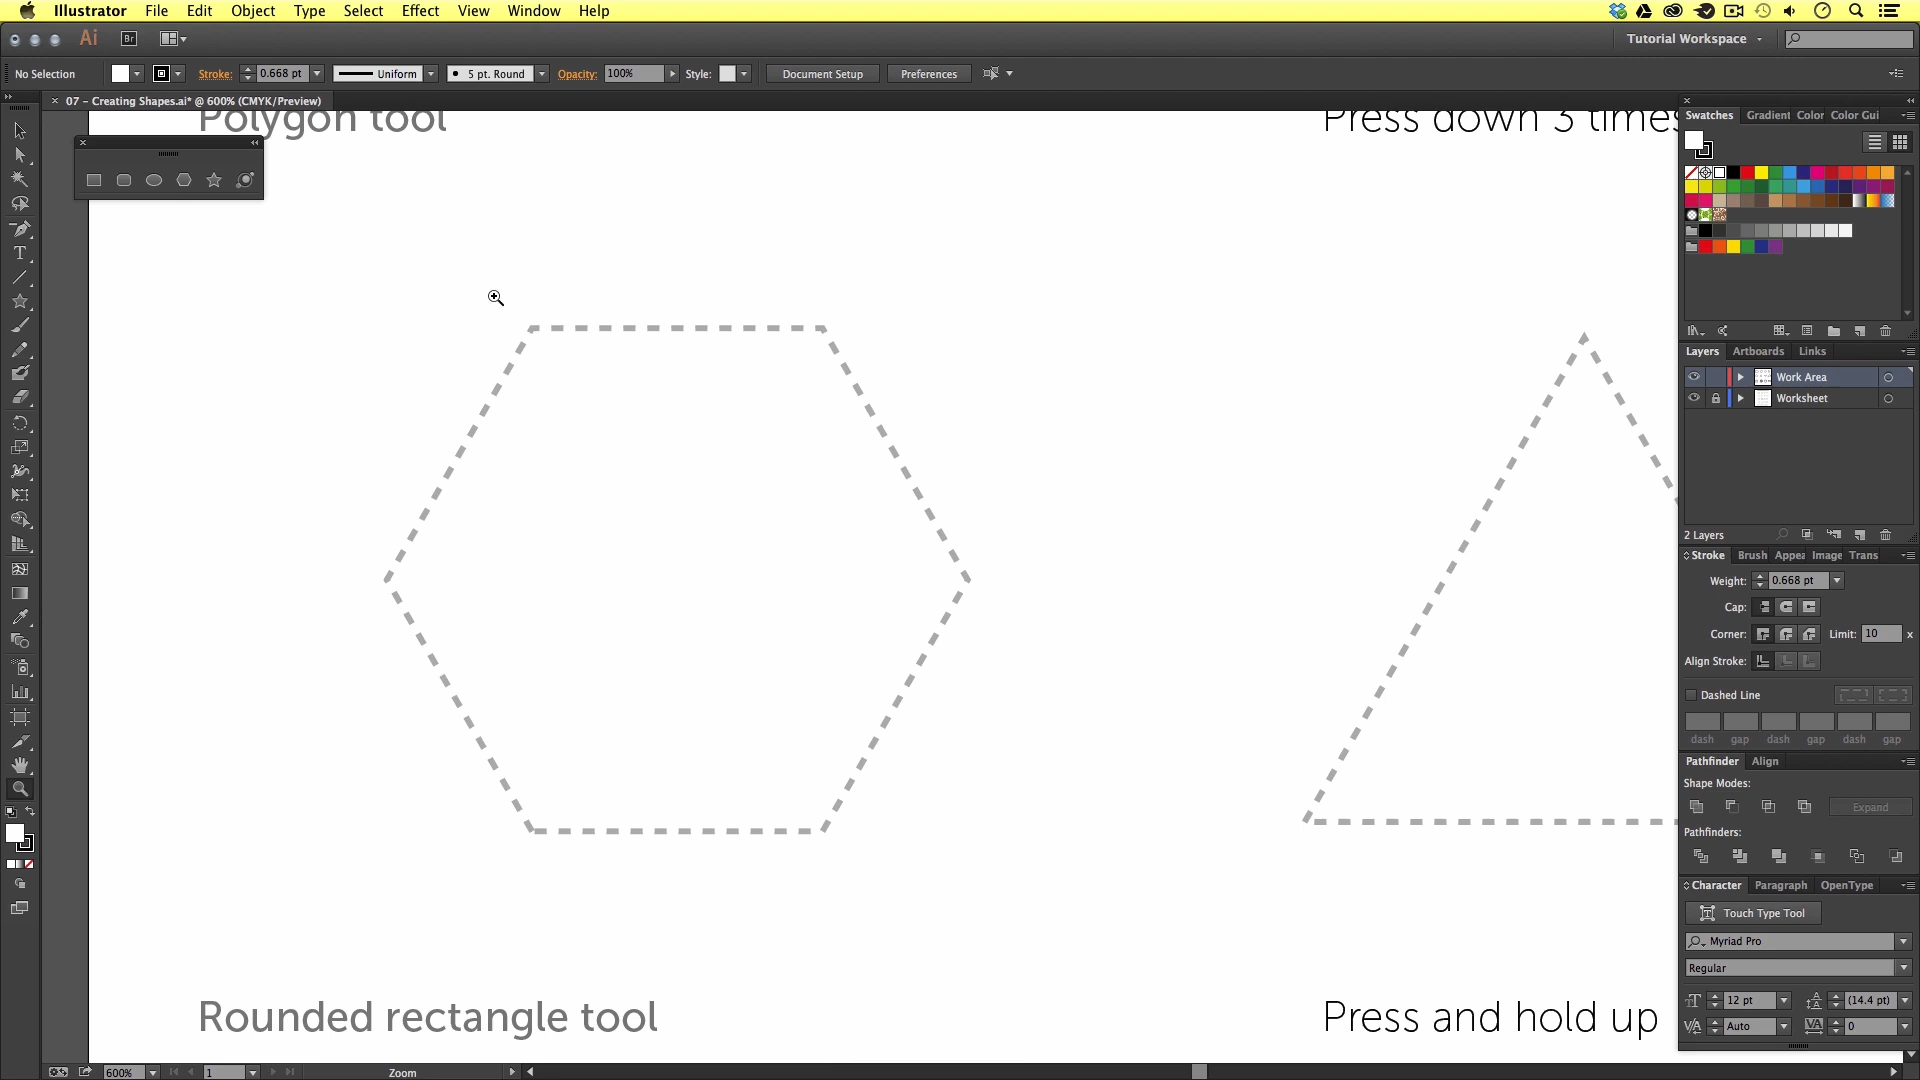 Illustrator File Edit Object Type Select Effect View Window Help
Ai Br Tutorial Workspace
No Selection Stroke: 0.668 pt Uniform 5 pt. Round Opacity: 100% Style: Document Setup Preferences
07 - Creating Shapes.ai* @ 600% (CMYK/Preview)
Polygon tool
Press down 3 times
Swatches Gradient Color Color Gui
Layers Artboards Links
Work Area
Worksheet
2 Layers
Stroke Brush Appea Image Trans
Weight: 0.668 pt
Cap:
Corner: Limit: 10 x
Align Stroke:
Dashed Line
dash gap dash gap dash gap
Pathfinder Align
Shape Modes:
Expand
Pathfinders:
Character Paragraph OpenType
Touch Type Tool
Myriad Pro
Regular
12 pt (14.4 pt)
Auto 0
Rounded rectangle tool
Press and hold up
600% 1 Zoom